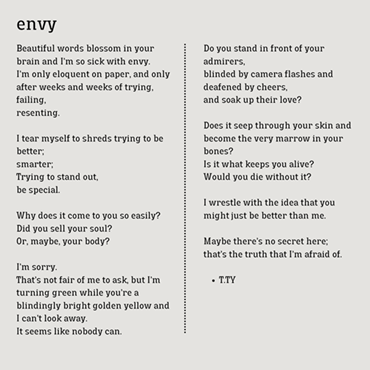 envy
Beautiful words blossom in your
brain and I'm so sick with envy.
I'm only eloquent on paper, and only
after weeks and weeks of trying,
failing,
resenting.
I tear myself to shreds trying to be
better;
smarter;
Trying to stand out,
be special.
Why does it come to you so easily?
Did you sell your soul?
Or, maybe, your body?
I'm sorry.
That's not fair of me to ask, but I'm
turning green while you're a
blindingly bright golden yellow and
I can't look away.
It seems like nobody can.
Do you stand in front of your
admirers,
blinded by camera flashes and
deafened by cheers,
and soak up their love?
Does it seep through your skin and
become the very marrow in your
bones?
Is it what keeps you alive?
Would you die without it?
I wrestle with the idea that you
might just be better than me.
Maybe there's no secret here;
that's the truth that I'm afraid of.
• T.TY